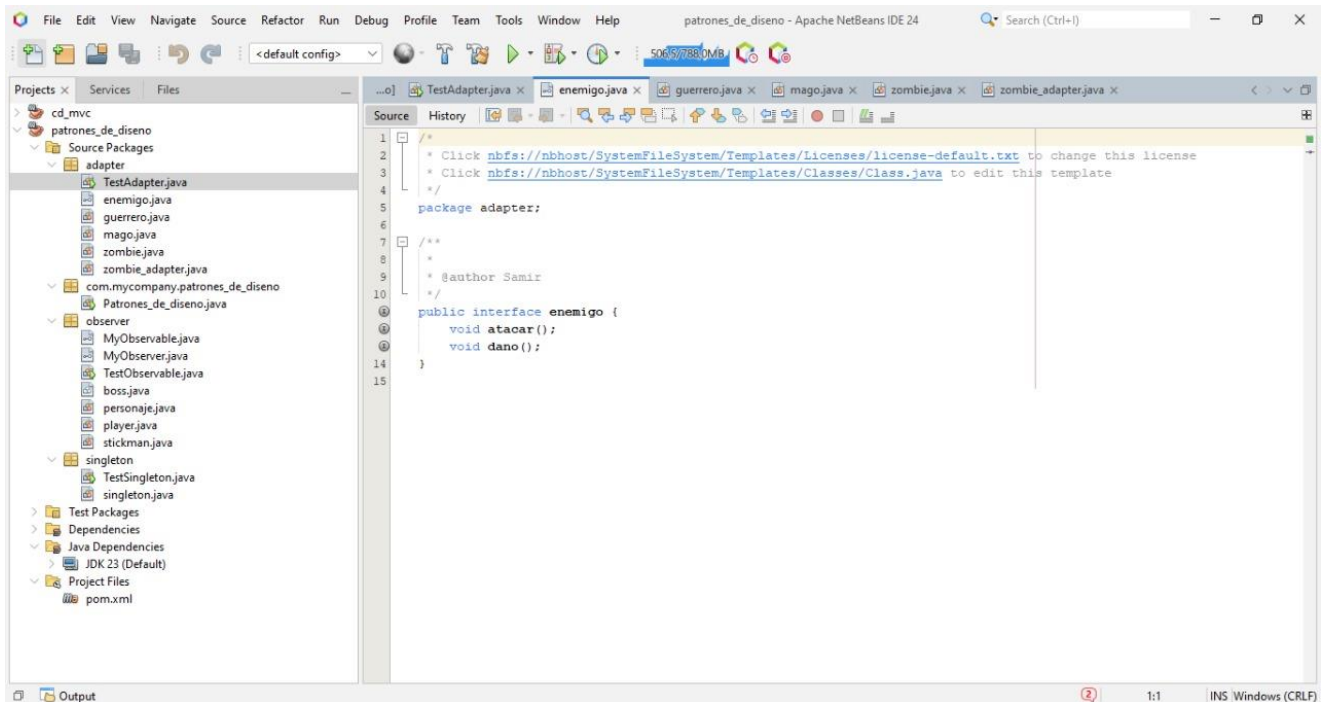 File Edit View Navigate Source Refactor Run Debug Profile Team Tools Window Help patrones_de_diseno - Apache NetBeans IDE 24 Search (Ctrl+I)
<default config>
Projects Services Files
...o] TestAdapter.java enemigo.java guerrero.java mago.java zombie.java zombie_adapter.java
Source History
cd_mvc
patrones_de_diseno
Source Packages
adapter
TestAdapter.java
enemigo.java
guerrero.java
mago.java
zombie.java
zombie_adapter.java
com.mycompany.patrones_de_diseno
Patrones_de_diseno.java
observer
MyObservable.java
MyObserver.java
TestObservable.java
boss.java
personaje.java
player.java
stickman.java
singleton
TestSingleton.java
singleton.java
Test Packages
Dependencies
Java Dependencies
JDK 23 (Default)
Project Files
pom.xml
1 /*
2 * Click nbfs://nbhost/SystemFileSystem/Templates/Licenses/license-default.txt to change this license
3 * Click nbfs://nbhost/SystemFileSystem/Templates/Classes/Class.java to edit this template
4 */
5 package adapter;
6
7 /**
8 *
9 * @author Samir
10 */
public interface enemigo {
void atacar();
void dano();
14 }
15
Output
2 1:1 INS Windows (CRLF)